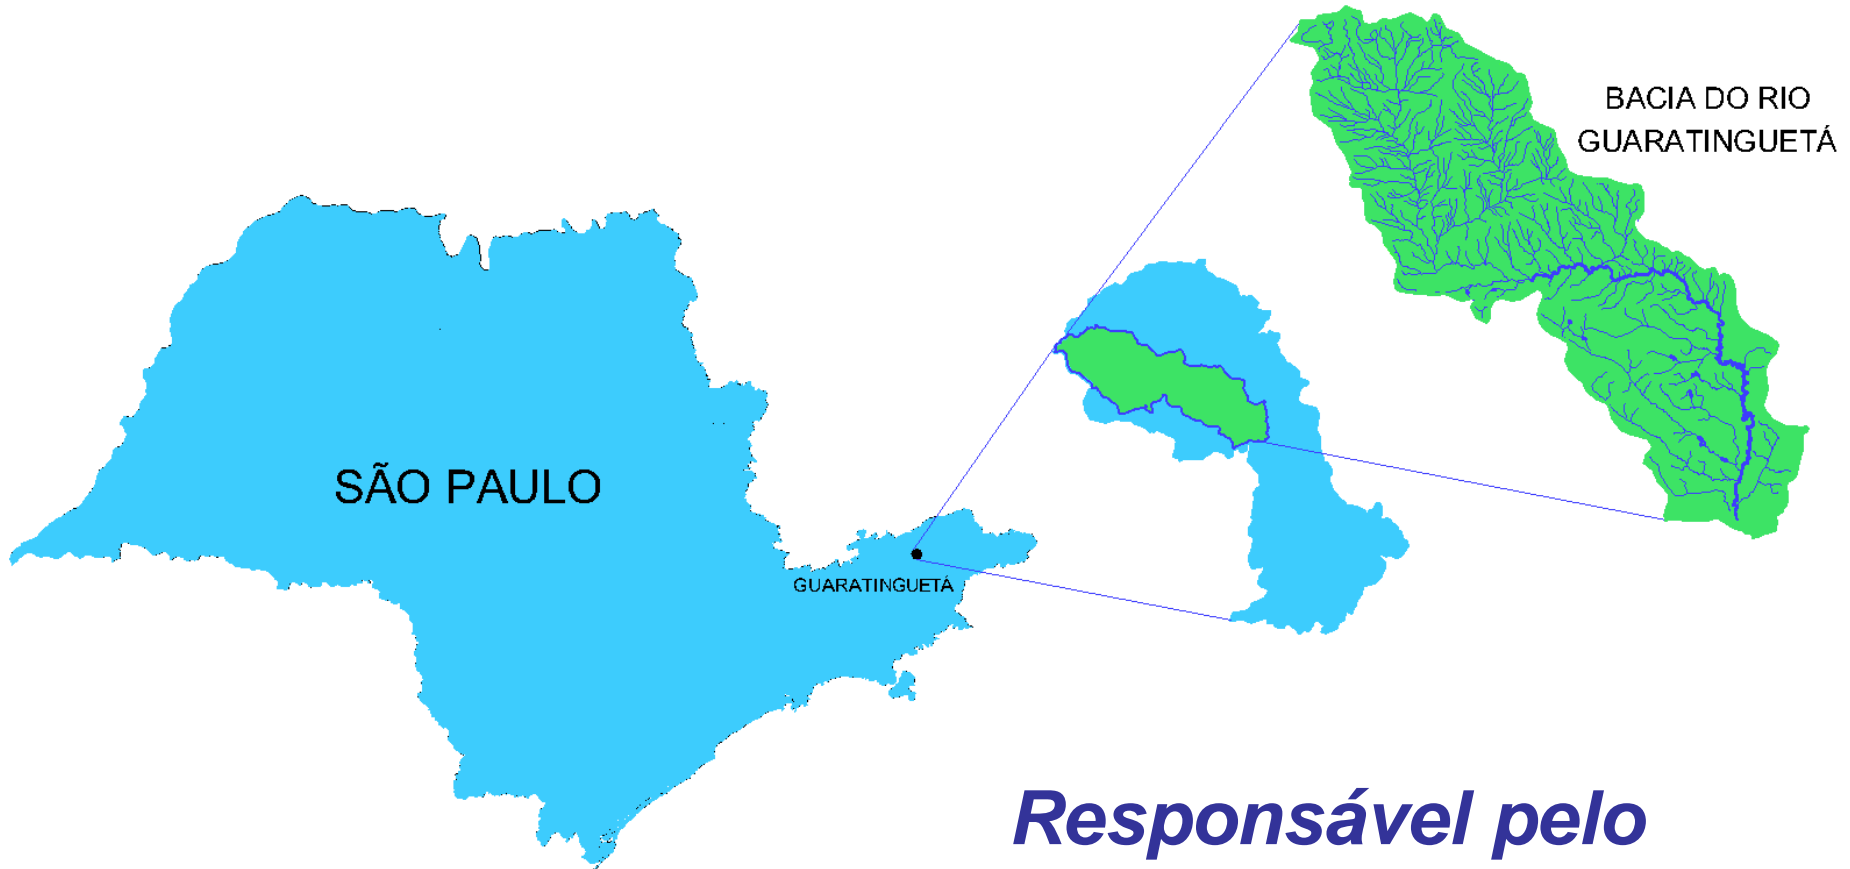 BACIA DO RIO
GUARATINGUETÁ
SÃO PAULO
GUARATINGUETÁ
Responsável pelo